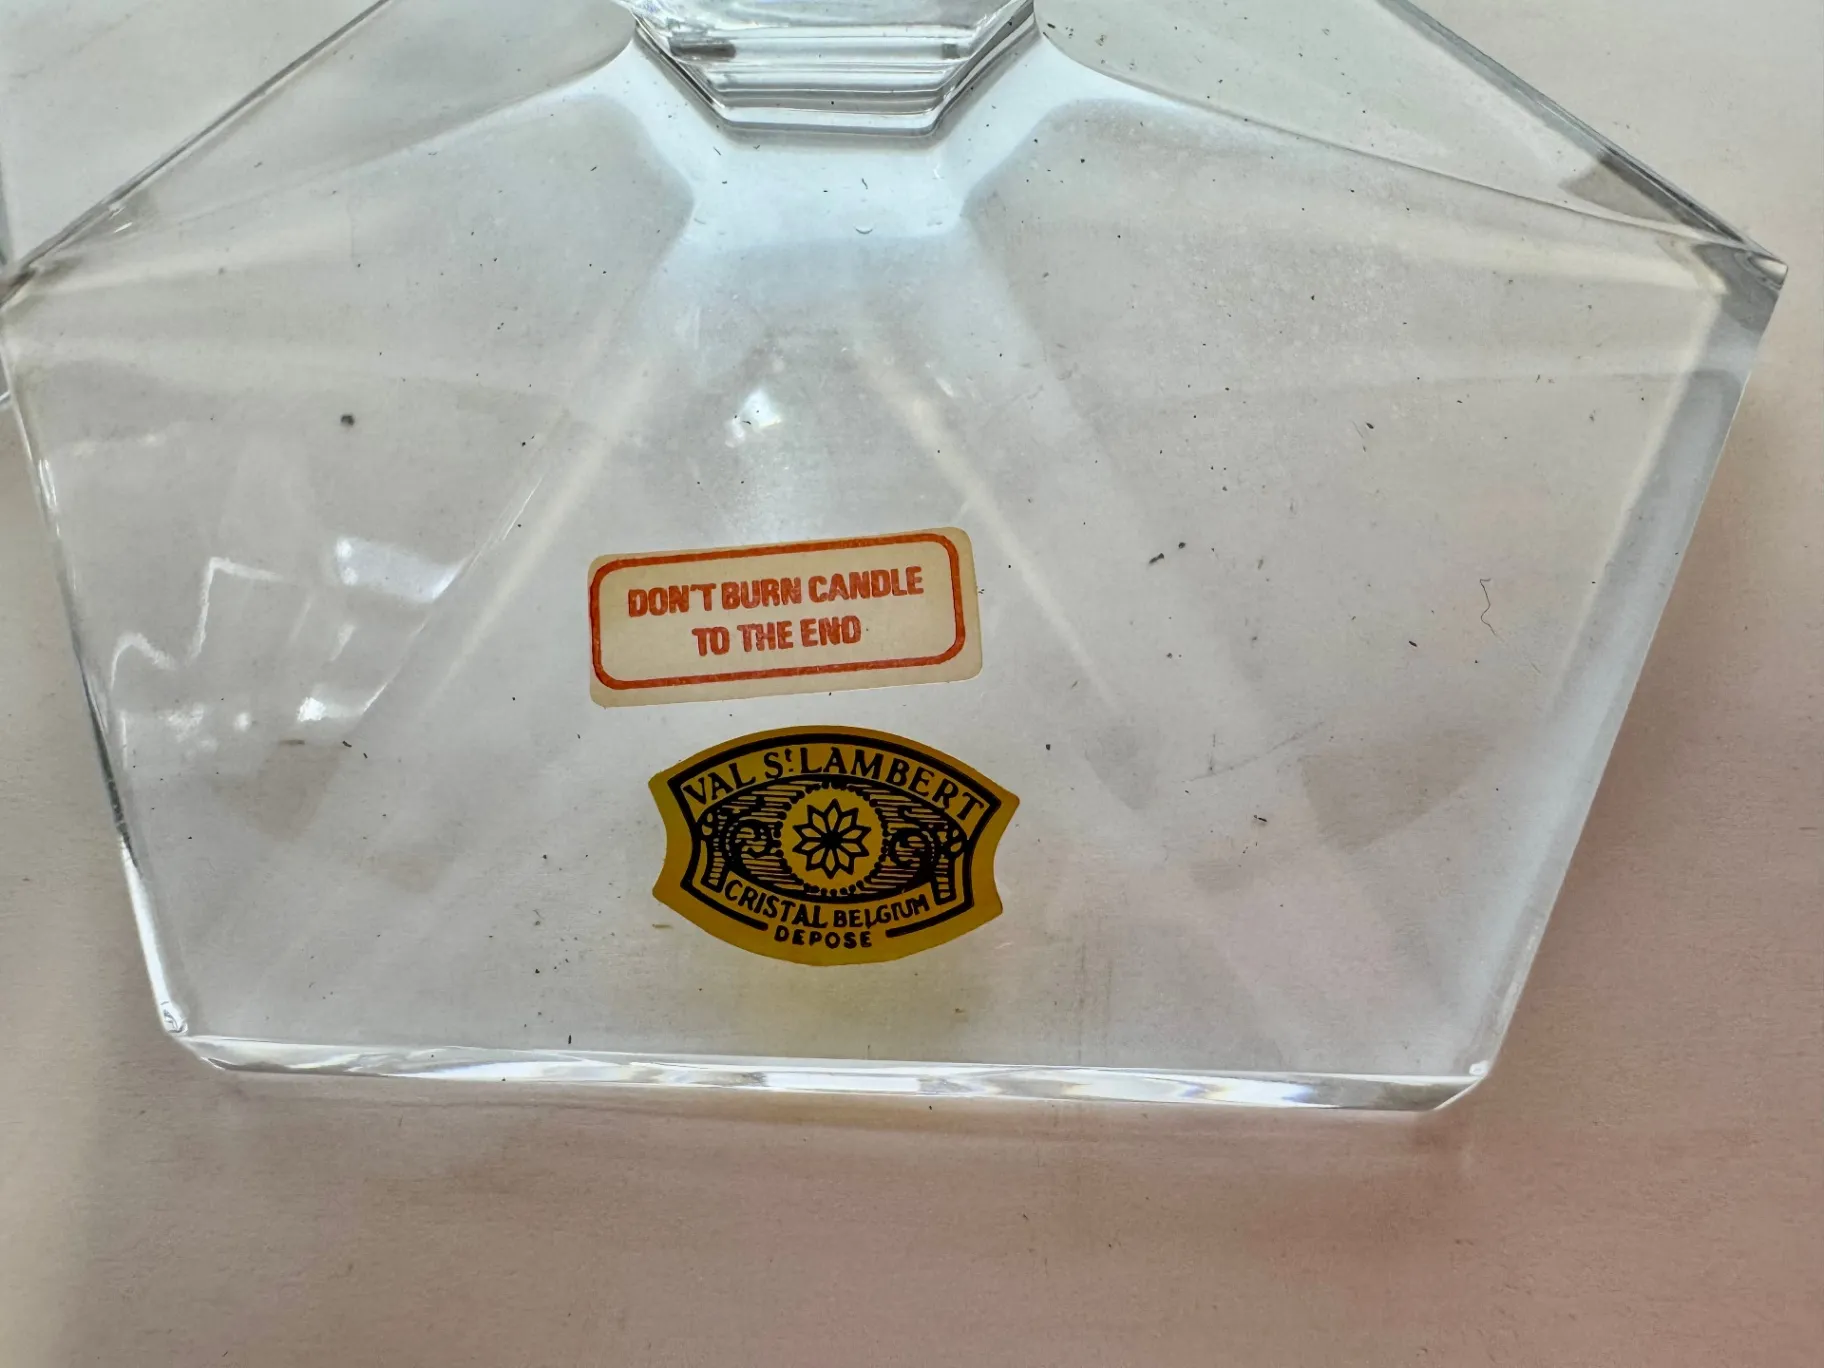 DON'T BURN CANDLE
TO THE END
VAL St. LAMBERT
CRISTAL BELGIUM
DEPOSE